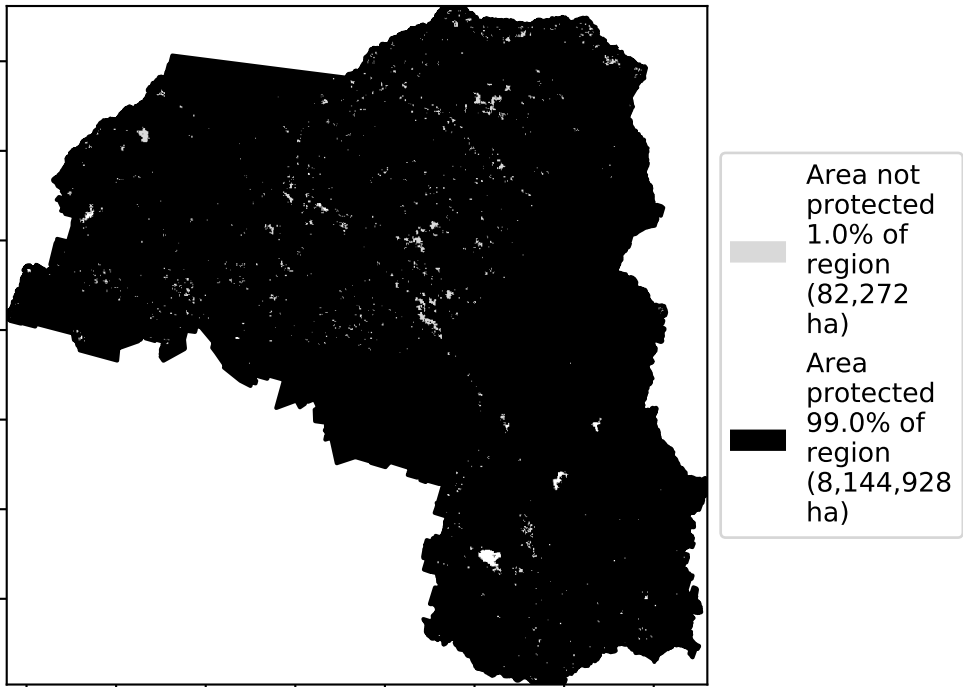 Area not
protected
1.0% of
region
(82,272
ha)
Area
protected
99.0% of
region
(8,144,928
ha)